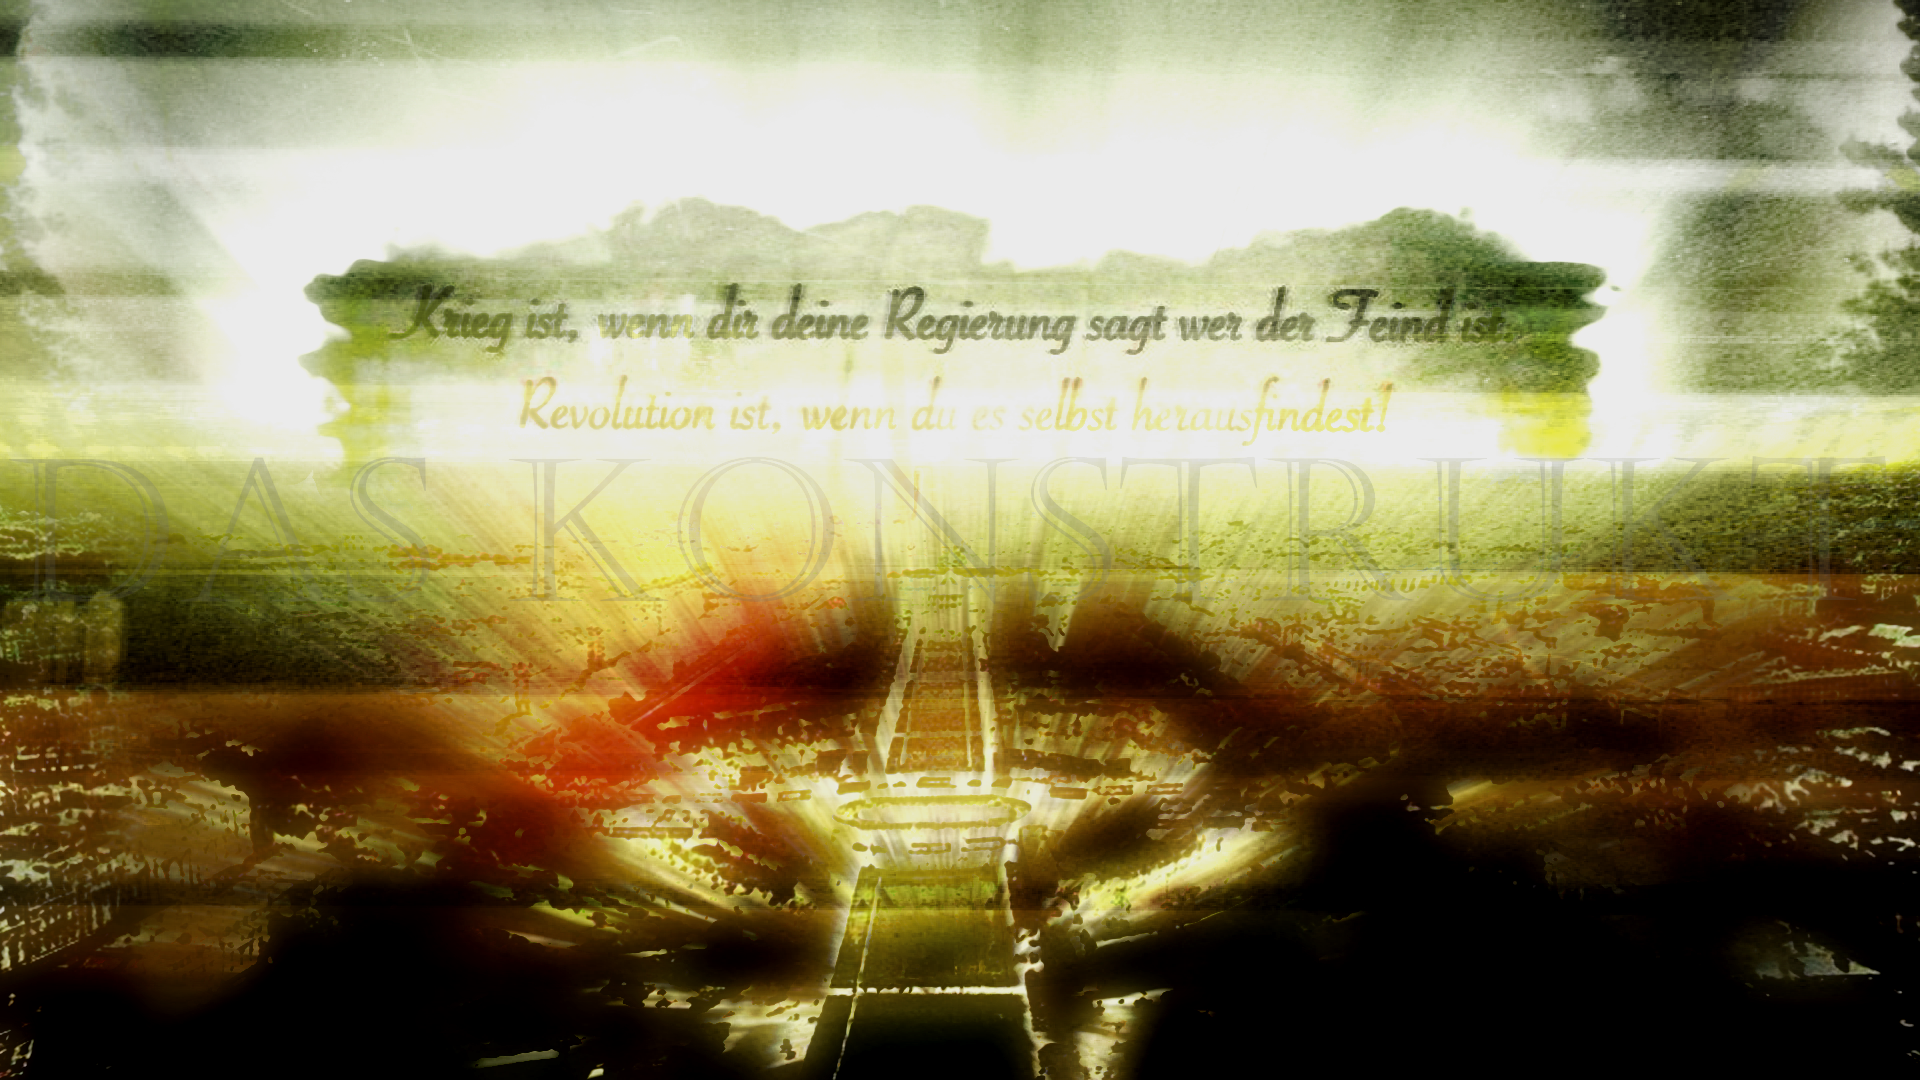 Krieg ist, wenn dir deine Regierung sagt wer der Feind ist.
Revolution ist, wenn du es selbst herausfindest!
DAS KONSTRUKT